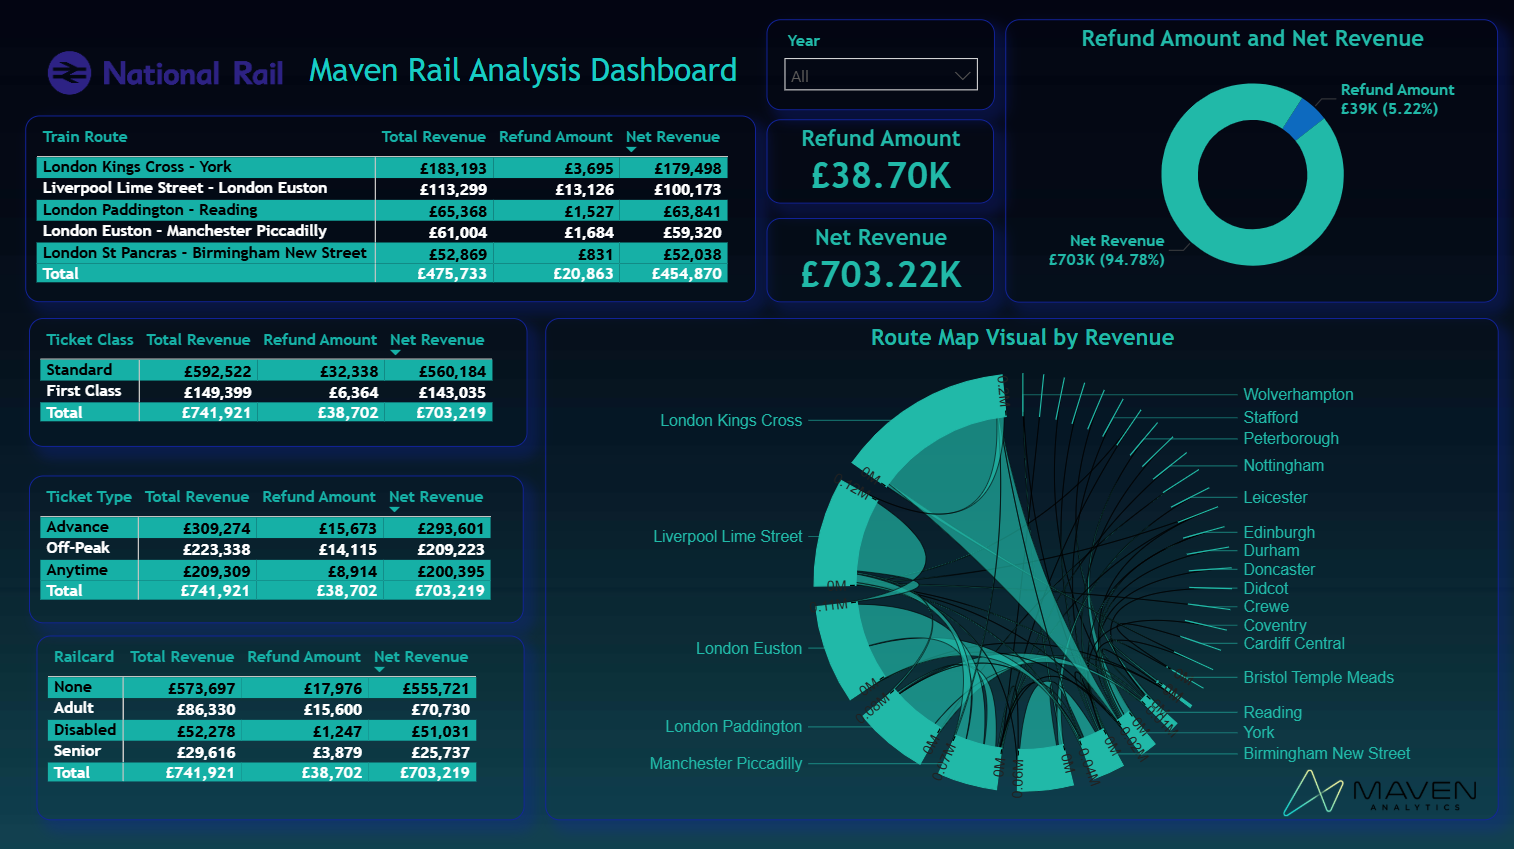 National Rail
Maven Rail Analysis Dashboard
Year
All
Refund Amount and Net Revenue
Refund Amount
£39K (5.22%)
Net Revenue
£703K (94.78%)
Refund Amount
£38.70K
Net Revenue
£703.22K
Train Route Total Revenue Refund Amount Net Revenue
London Kings Cross - York £183,193 £3,695 £179,498
Liverpool Lime Street - London Euston £113,299 £13,126 £100,173
London Paddington - Reading £65,368 £1,527 £63,841
London Euston - Manchester Piccadilly £61,004 £1,684 £59,320
London St Pancras - Birmingham New Street £52,869 £831 £52,038
Total £475,733 £20,863 £454,870
Ticket Class Total Revenue Refund Amount Net Revenue
Standard £592,522 £32,338 £560,184
First Class £149,399 £6,364 £143,035
Total £741,921 £38,702 £703,219
Ticket Type Total Revenue Refund Amount Net Revenue
Advance £309,274 £15,673 £293,601
Off-Peak £223,338 £14,115 £209,223
Anytime £209,309 £8,914 £200,395
Total £741,921 £38,702 £703,219
Railcard Total Revenue Refund Amount Net Revenue
None £573,697 £17,976 £555,721
Adult £86,330 £15,600 £70,730
Disabled £52,278 £1,247 £51,031
Senior £29,616 £3,879 £25,737
Total £741,921 £38,702 £703,219
Route Map Visual by Revenue
London Kings Cross
Liverpool Lime Street
London Euston
London Paddington
Manchester Piccadilly
Wolverhampton
Stafford
Peterborough
Nottingham
Leicester
Edinburgh
Durham
Doncaster
Didcot
Crewe
Coventry
Cardiff Central
Bristol Temple Meads
Reading
York
Birmingham New Street
MAVEN
ANALYTICS